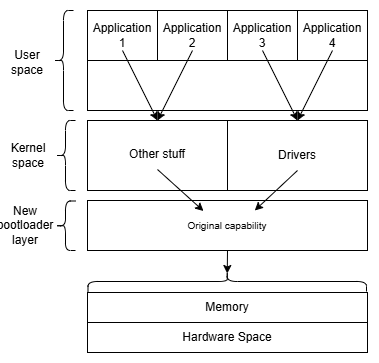 User
space
Application
1
Application
2
Application
3
Application
4
Kernel
space
Other stuff
Drivers
New
bootloader
layer
Original capability
Memory
Hardware Space